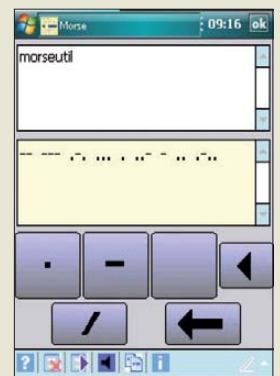 Morse 09:16 ok
morseutil
-- --- .-. ... . ..- - .. .-..
. -
/
? i